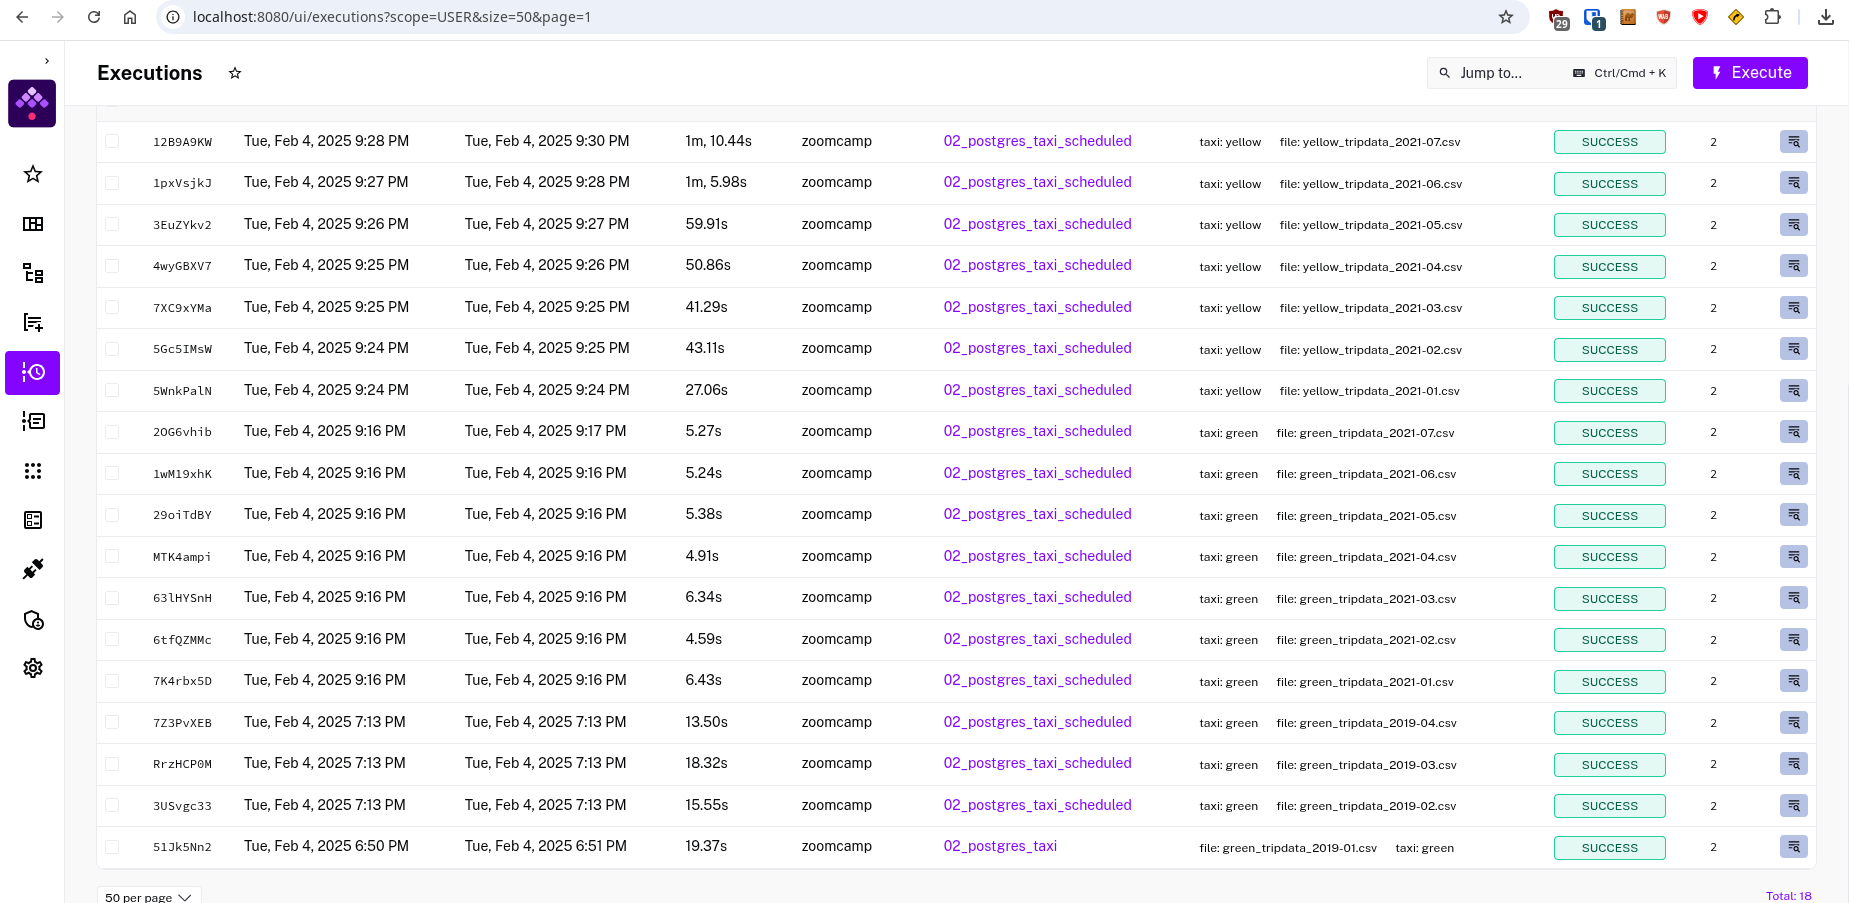 localhost:8080/ui/executions?scope=USER&size=50&page=1
29
1
Executions
Jump to...
Ctrl/Cmd + K
Execute
12B9A9KW Tue, Feb 4, 2025 9:28 PM Tue, Feb 4, 2025 9:30 PM 1m, 10.44s zoomcamp 02_postgres_taxi_scheduled taxi: yellow file: yellow_tripdata_2021-07.csv SUCCESS 2
1pxVsjkJ Tue, Feb 4, 2025 9:27 PM Tue, Feb 4, 2025 9:28 PM 1m, 5.98s zoomcamp 02_postgres_taxi_scheduled taxi: yellow file: yellow_tripdata_2021-06.csv SUCCESS 2
3EuZYkv2 Tue, Feb 4, 2025 9:26 PM Tue, Feb 4, 2025 9:27 PM 59.91s zoomcamp 02_postgres_taxi_scheduled taxi: yellow file: yellow_tripdata_2021-05.csv SUCCESS 2
4wyGBXV7 Tue, Feb 4, 2025 9:25 PM Tue, Feb 4, 2025 9:26 PM 50.86s zoomcamp 02_postgres_taxi_scheduled taxi: yellow file: yellow_tripdata_2021-04.csv SUCCESS 2
7XC9xYMa Tue, Feb 4, 2025 9:25 PM Tue, Feb 4, 2025 9:25 PM 41.29s zoomcamp 02_postgres_taxi_scheduled taxi: yellow file: yellow_tripdata_2021-03.csv SUCCESS 2
5Gc5IMsW Tue, Feb 4, 2025 9:24 PM Tue, Feb 4, 2025 9:25 PM 43.11s zoomcamp 02_postgres_taxi_scheduled taxi: yellow file: yellow_tripdata_2021-02.csv SUCCESS 2
5WnkPalN Tue, Feb 4, 2025 9:24 PM Tue, Feb 4, 2025 9:24 PM 27.06s zoomcamp 02_postgres_taxi_scheduled taxi: yellow file: yellow_tripdata_2021-01.csv SUCCESS 2
2OG6vhib Tue, Feb 4, 2025 9:16 PM Tue, Feb 4, 2025 9:17 PM 5.27s zoomcamp 02_postgres_taxi_scheduled taxi: green file: green_tripdata_2021-07.csv SUCCESS 2
1wM19xhK Tue, Feb 4, 2025 9:16 PM Tue, Feb 4, 2025 9:16 PM 5.24s zoomcamp 02_postgres_taxi_scheduled taxi: green file: green_tripdata_2021-06.csv SUCCESS 2
29oiTdBY Tue, Feb 4, 2025 9:16 PM Tue, Feb 4, 2025 9:16 PM 5.38s zoomcamp 02_postgres_taxi_scheduled taxi: green file: green_tripdata_2021-05.csv SUCCESS 2
MTK4ampi Tue, Feb 4, 2025 9:16 PM Tue, Feb 4, 2025 9:16 PM 4.91s zoomcamp 02_postgres_taxi_scheduled taxi: green file: green_tripdata_2021-04.csv SUCCESS 2
63lHYSnH Tue, Feb 4, 2025 9:16 PM Tue, Feb 4, 2025 9:16 PM 6.34s zoomcamp 02_postgres_taxi_scheduled taxi: green file: green_tripdata_2021-03.csv SUCCESS 2
6tfQZMMc Tue, Feb 4, 2025 9:16 PM Tue, Feb 4, 2025 9:16 PM 4.59s zoomcamp 02_postgres_taxi_scheduled taxi: green file: green_tripdata_2021-02.csv SUCCESS 2
7K4rbx5D Tue, Feb 4, 2025 9:16 PM Tue, Feb 4, 2025 9:16 PM 6.43s zoomcamp 02_postgres_taxi_scheduled taxi: green file: green_tripdata_2021-01.csv SUCCESS 2
7Z3PvXEB Tue, Feb 4, 2025 7:13 PM Tue, Feb 4, 2025 7:13 PM 13.50s zoomcamp 02_postgres_taxi_scheduled taxi: green file: green_tripdata_2019-04.csv SUCCESS 2
RrzHCP0M Tue, Feb 4, 2025 7:13 PM Tue, Feb 4, 2025 7:13 PM 18.32s zoomcamp 02_postgres_taxi_scheduled taxi: green file: green_tripdata_2019-03.csv SUCCESS 2
3USvgc33 Tue, Feb 4, 2025 7:13 PM Tue, Feb 4, 2025 7:13 PM 15.55s zoomcamp 02_postgres_taxi_scheduled taxi: green file: green_tripdata_2019-02.csv SUCCESS 2
51Jk5Nn2 Tue, Feb 4, 2025 6:50 PM Tue, Feb 4, 2025 6:51 PM 19.37s zoomcamp 02_postgres_taxi file: green_tripdata_2019-01.csv taxi: green SUCCESS 2
50 per page
Total: 18